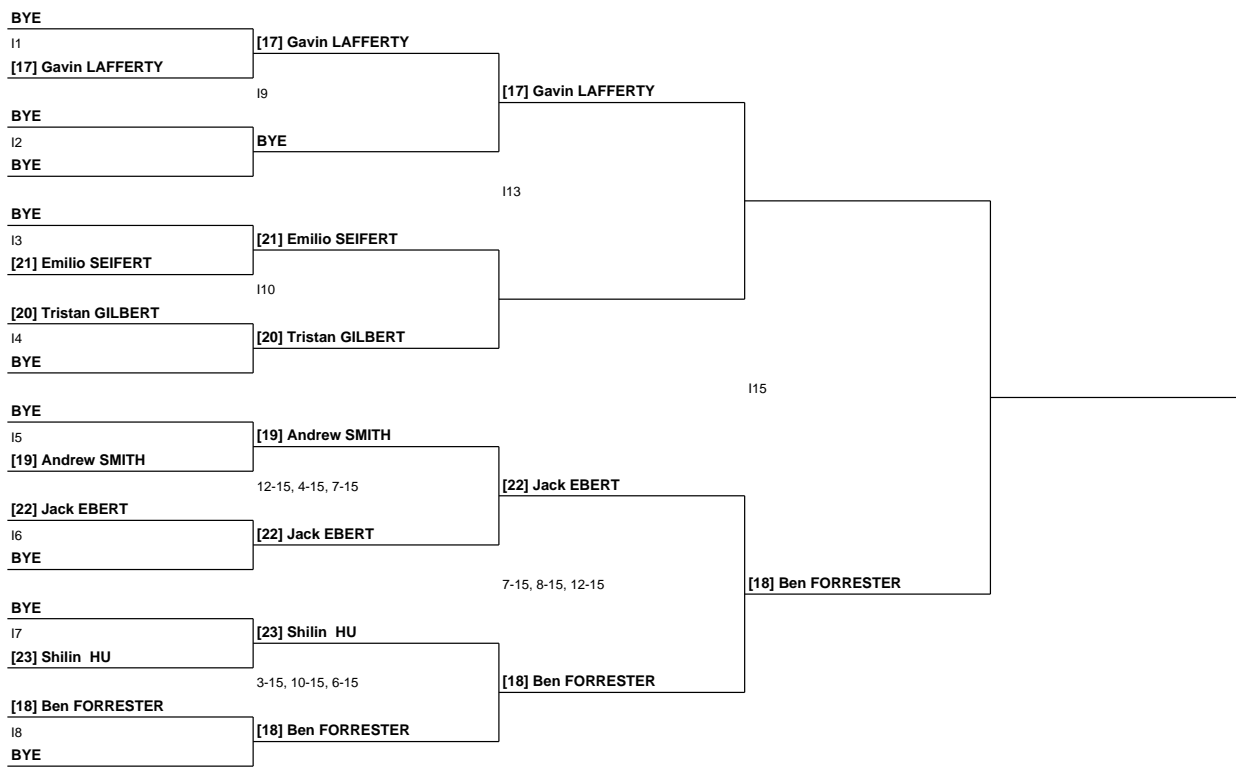 BYE
I1
[17] Gavin LAFFERTY
[17] Gavin LAFFERTY
I9
[17] Gavin LAFFERTY
BYE
I2
BYE
BYE
I13
BYE
I3
[21] Emilio SEIFERT
[21] Emilio SEIFERT
I10
[20] Tristan GILBERT
I4
[20] Tristan GILBERT
BYE
I15
BYE
I5
[19] Andrew SMITH
[19] Andrew SMITH
12-15, 4-15, 7-15
[22] Jack EBERT
[22] Jack EBERT
I6
[22] Jack EBERT
BYE
7-15, 8-15, 12-15
[18] Ben FORRESTER
BYE
I7
[23] Shilin  HU
[23] Shilin  HU
3-15, 10-15, 6-15
[18] Ben FORRESTER
[18] Ben FORRESTER
I8
[18] Ben FORRESTER
BYE